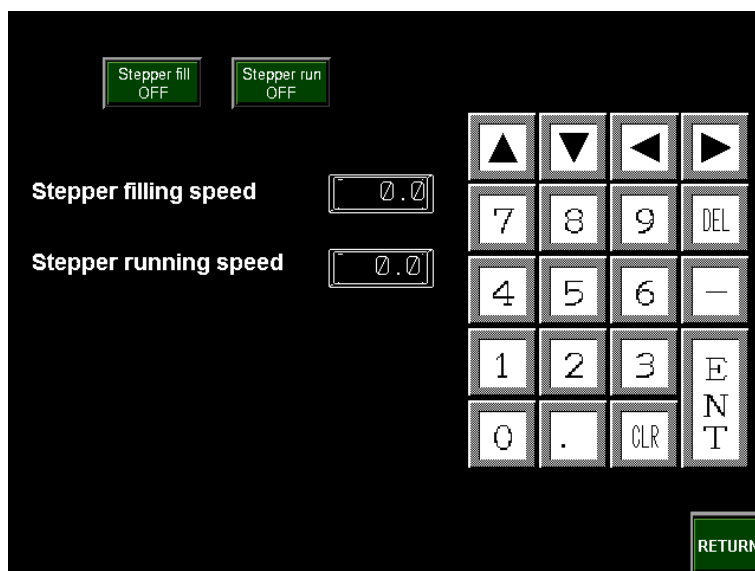 Stepper fill
OFF
Stepper run
OFF
Stepper filling speed 0.0
Stepper running speed 0.0
7 8 9 DEL
4 5 6 –
1 2 3 ENT
0 . CLR
RETURN